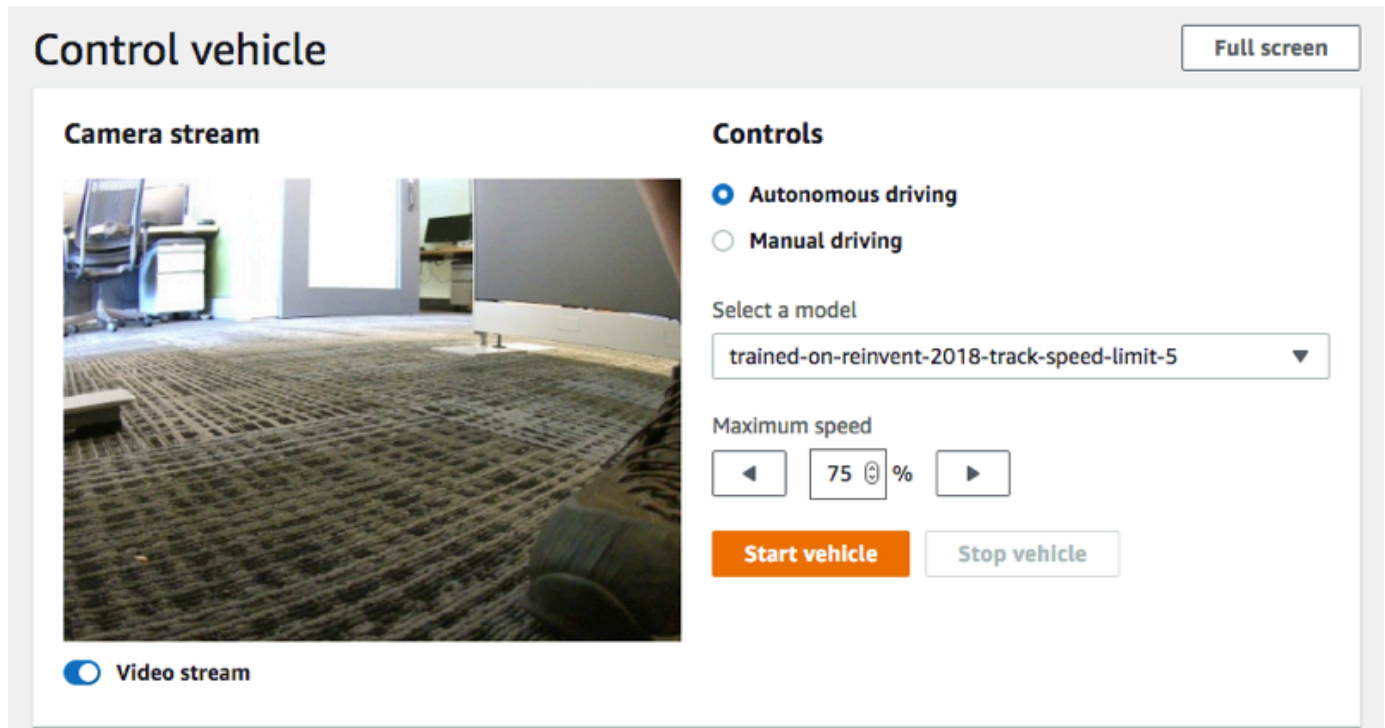 Control vehicle
Full screen
Camera stream
Controls
Autonomous driving
Manual driving
Select a model
trained-on-reinvent-2018-track-speed-limit-5
Maximum speed
75 %
Start vehicle
Stop vehicle
Video stream